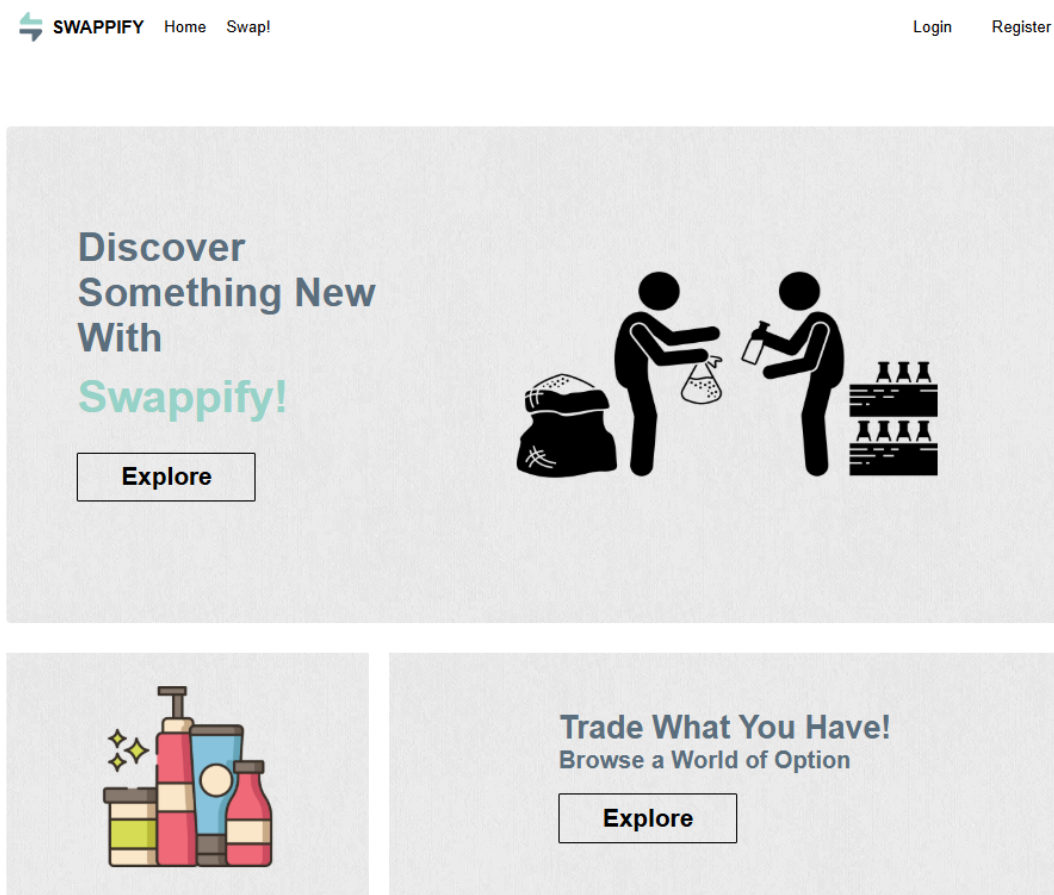 SWAPPIFY Home Swap! Login Register
Discover
Something New
With
Swappify!
Explore
Trade What You Have!
Browse a World of Option
Explore